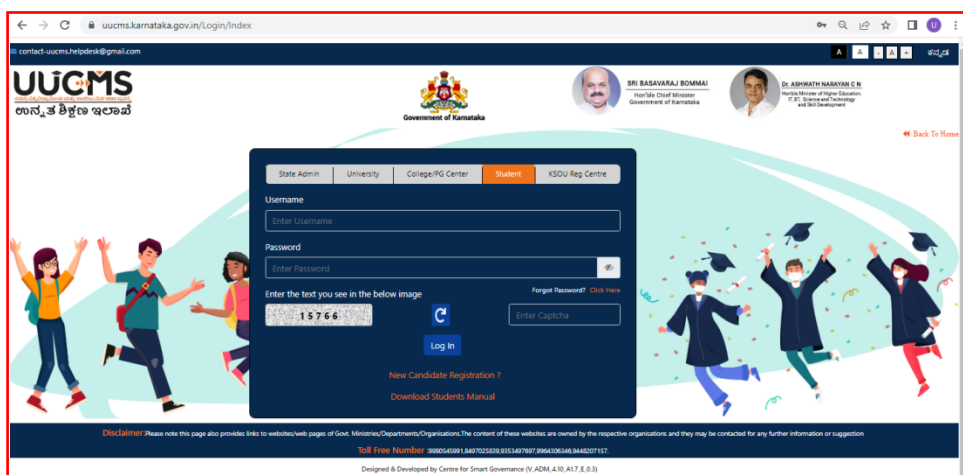 uucms.karnataka.gov.in/Login/Index
U
contact-uucms.helpdesk@gmail.com
A A - A + ಕನ್ನಡ
UUCMS
ಉನ್ನತ ಶಿಕ್ಷಣ ಇಲಾಖೆ
Government of Karnataka
SRI BASAVARAJ BOMMAI
Hon'ble Chief Minister
Government of Karnataka
Dr. ASHWATH NARAYAN C N
Hon'ble Minister of Higher Education,
IT, BT, Science and Technology
and Skill Development
Back To Home
State Admin University College/PG Center Student KSOU Reg Centre
Username
Enter Username
Password
Enter Password
Forgot Password? Click Here
Enter the text you see in the below image
15766
Enter Captcha
Log In
New Candidate Registration ?
Download Students Manual
Disclaimer:Please note this page also provides links to websites/web pages of Govt. Ministries/Departments/Organisations.The content of these websites are owned by the respective organisations and they may be contacted for any further information or suggestion
Toll Free Number :9980545991,8497025839,9353497697,9964306346,9448207157.
Designed & Developed by Centre for Smart Governance (V_ADM_4.10_A1.7_E_0.3)